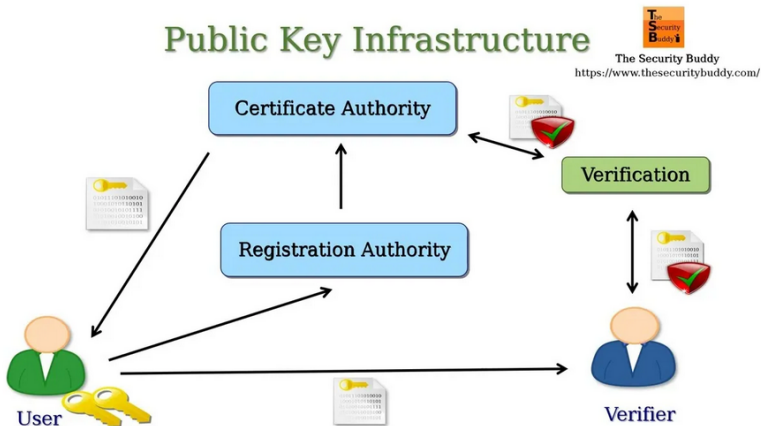 Public Key Infrastructure
The
Security
Buddy
The Security Buddy
https://www.thesecuritybuddy.com/
Certificate Authority
Verification
Registration Authority
User
Verifier